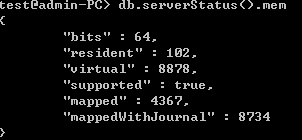 test@admin-PC> db.serverStatus().mem
{
        "bits" : 64,
        "resident" : 102,
        "virtual" : 8878,
        "supported" : true,
        "mapped" : 4367,
        "mappedWithJournal" : 8734
}